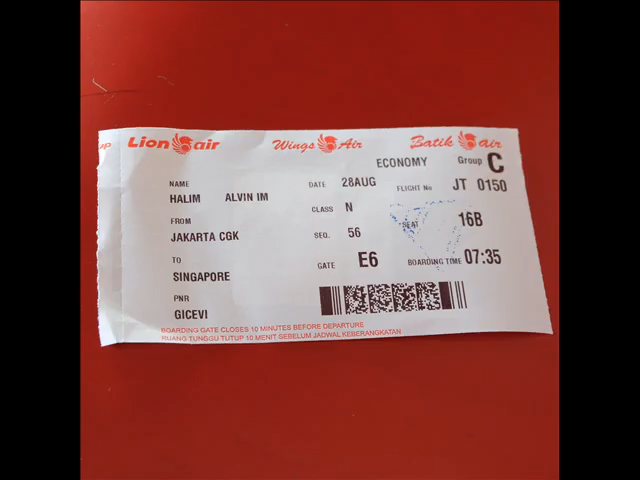 Lion air Wings Air Batik air
ECONOMY Group C
NAME DATE 28AUG FLIGHT No JT 0150
HALIM ALVIN IM
CLASS N
FROM SEAT 16B
JAKARTA CGK SEQ. 56
TO GATE E6 BOARDING TIME 07:35
SINGAPORE
PNR
GICEVI
BOARDING GATE CLOSES 10 MINUTES BEFORE DEPARTURE
RUANG TUNGGU TUTUP 10 MENIT SEBELUM JADWAL KEBERANGKATAN